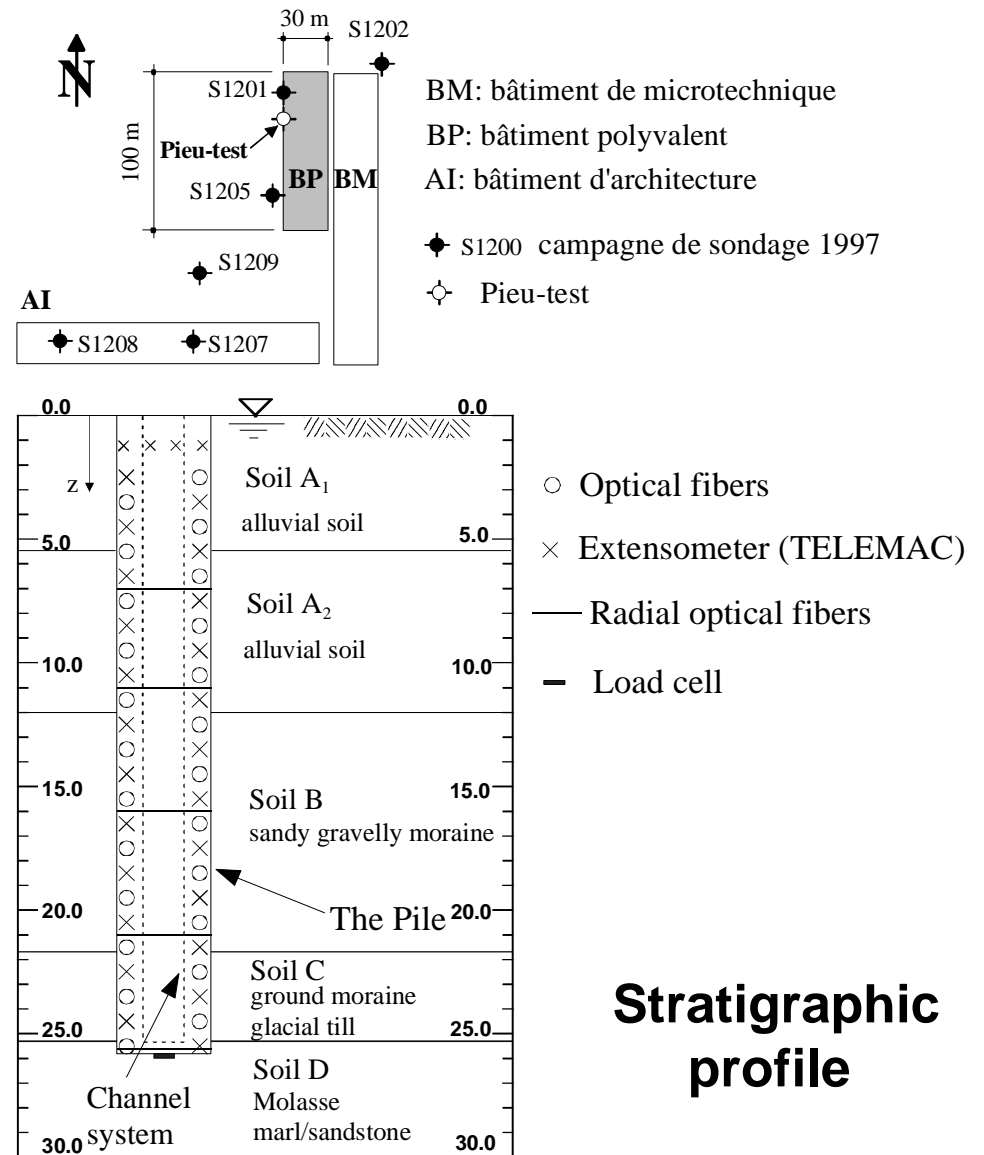 30 m
S1202
N
S1201
BM: bâtiment de microtechnique
100 m
Pieu-test
BP: bâtiment polyvalent
BP
BM
AI: bâtiment d'architecture
S1205
S1200 campagne de sondage 1997
S1209
Pieu-test
AI
S1208
S1207
0.0
0.0
z
Soil A₁
alluvial soil
Optical fibers
5.0
5.0
Extensometer (TELEMAC)
Soil A₂
alluvial soil
Radial optical fibers
10.0
10.0
Load cell
15.0
15.0
Soil B
sandy gravelly moraine
20.0
The Pile
20.0
Soil C
ground moraine
glacial till
25.0
25.0
Stratigraphic
profile
Soil D
Molasse
marl/sandstone
Channel
system
30.0
30.0